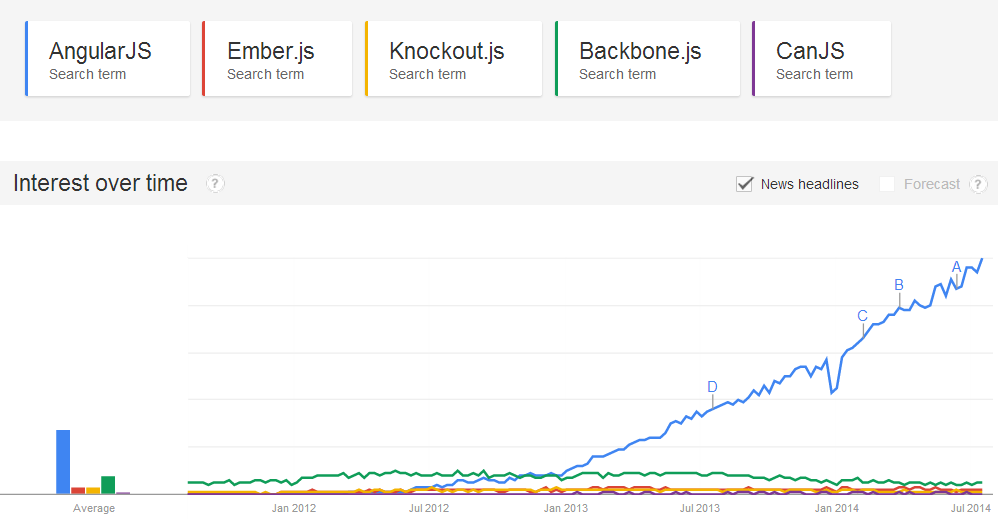 AngularJS
Search term
Ember.js
Search term
Knockout.js
Search term
Backbone.js
Search term
CanJS
Search term
Interest over time ?
News headlines
Forecast ?
A
B
C
D
Average
Jan 2012
Jul 2012
Jan 2013
Jul 2013
Jan 2014
Jul 2014